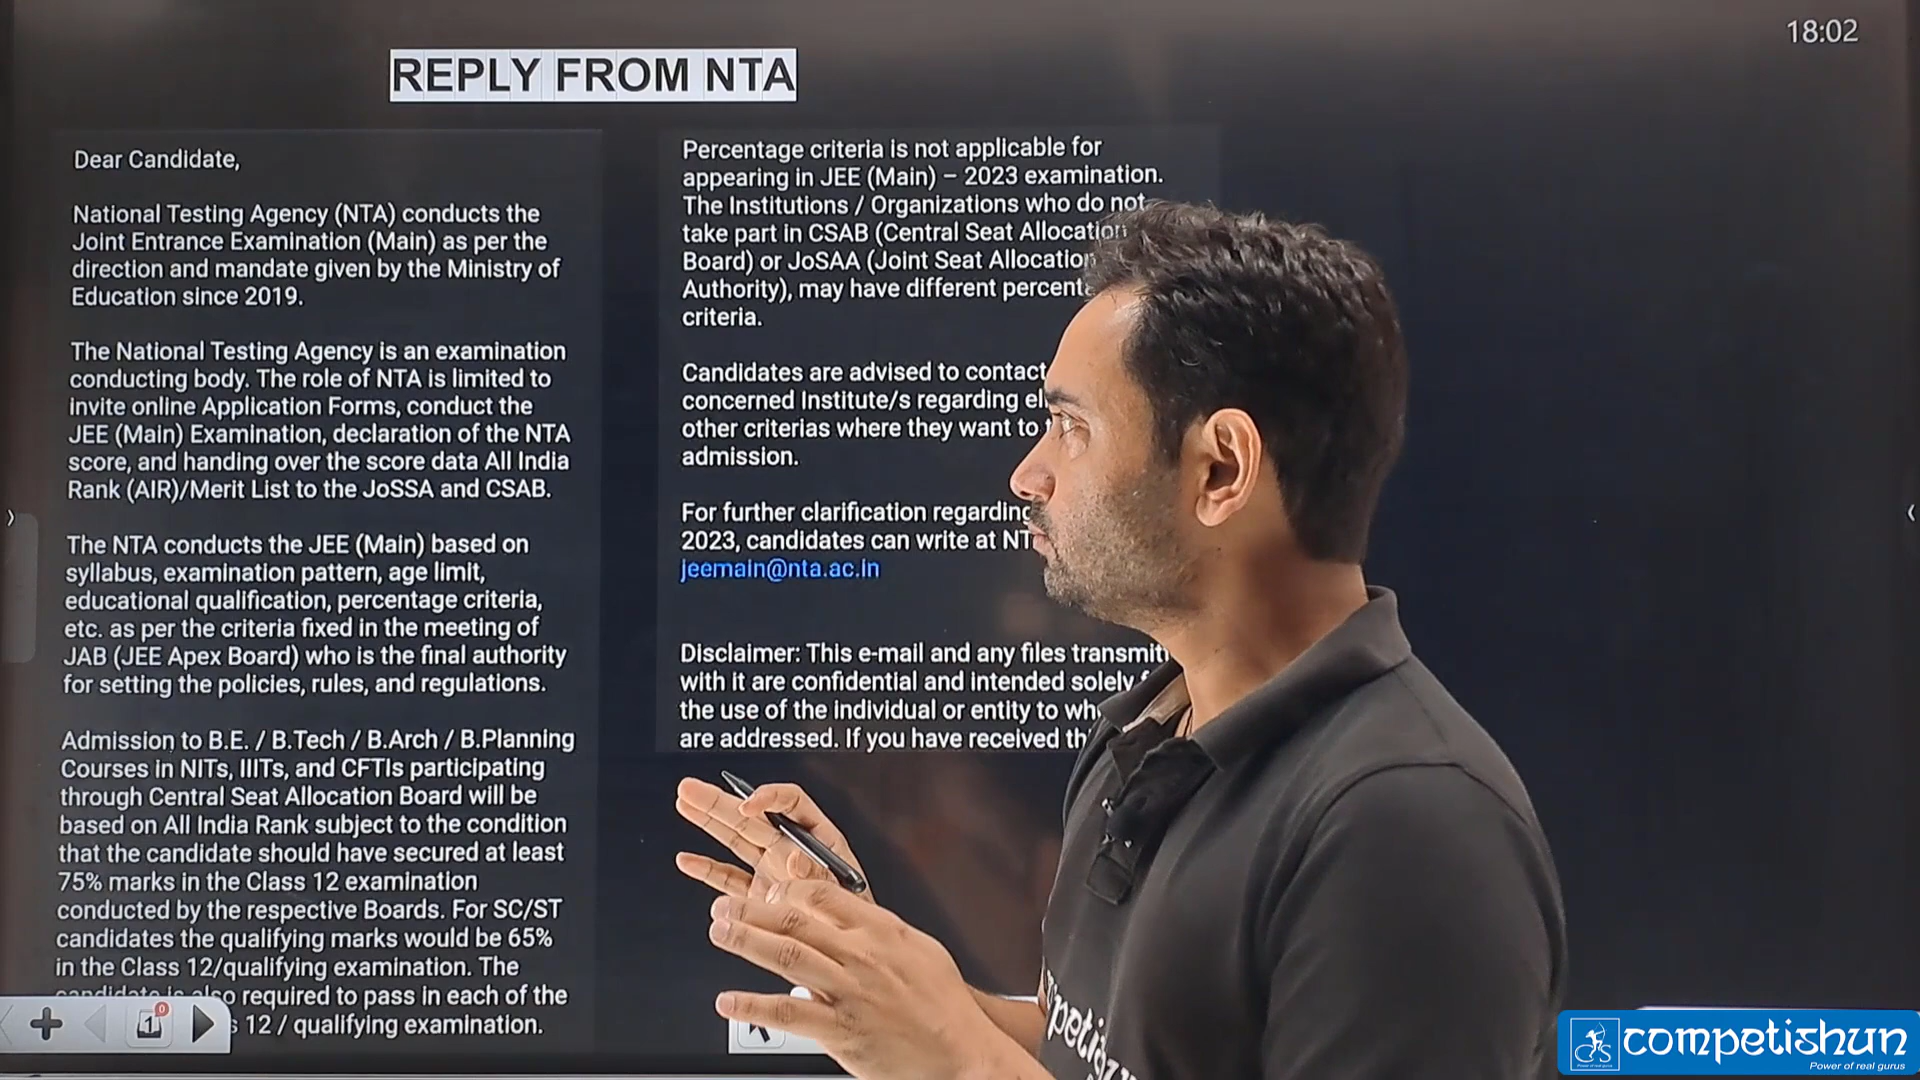 18:02
REPLY FROM NTA
Dear Candidate,
National Testing Agency (NTA) conducts the
Joint Entrance Examination (Main) as per the
direction and mandate given by the Ministry of
Education since 2019.
The National Testing Agency is an examination
conducting body. The role of NTA is limited to
invite online Application Forms, conduct the
JEE (Main) Examination, declaration of the NTA
score, and handing over the score data All India
Rank (AIR)/Merit List to the JoSSA and CSAB.
The NTA conducts the JEE (Main) based on
syllabus, examination pattern, age limit,
educational qualification, percentage criteria,
etc. as per the criteria fixed in the meeting of
JAB (JEE Apex Board) who is the final authority
for setting the policies, rules, and regulations.
Admission to B.E. / B.Tech / B.Arch / B.Planning
Courses in NITs, IIITs, and CFTIs participating
through Central Seat Allocation Board will be
based on All India Rank subject to the condition
that the candidate should have secured at least
75% marks in the Class 12 examination
conducted by the respective Boards. For SC/ST
candidates the qualifying marks would be 65%
in the Class 12/qualifying examination. The
candidate is also required to pass in each of the
12 / qualifying examination.
Percentage criteria is not applicable for
appearing in JEE (Main) – 2023 examination.
The Institutions / Organizations who do not
take part in CSAB (Central Seat Allocation
Board) or JoSAA (Joint Seat Allocation
Authority), may have different
criteria.
Candidates are advised to contact
concerned Institute/s regarding
other criterias where they want to
admission.
For further clarification regarding
2023, candidates can write at
jeemain@nta.ac.in
Disclaimer: This e-mail and any files
with it are confidential and intended solely
the use of the individual or entity to
are addressed. If you have received
0
1
competishun
Power of real gurus